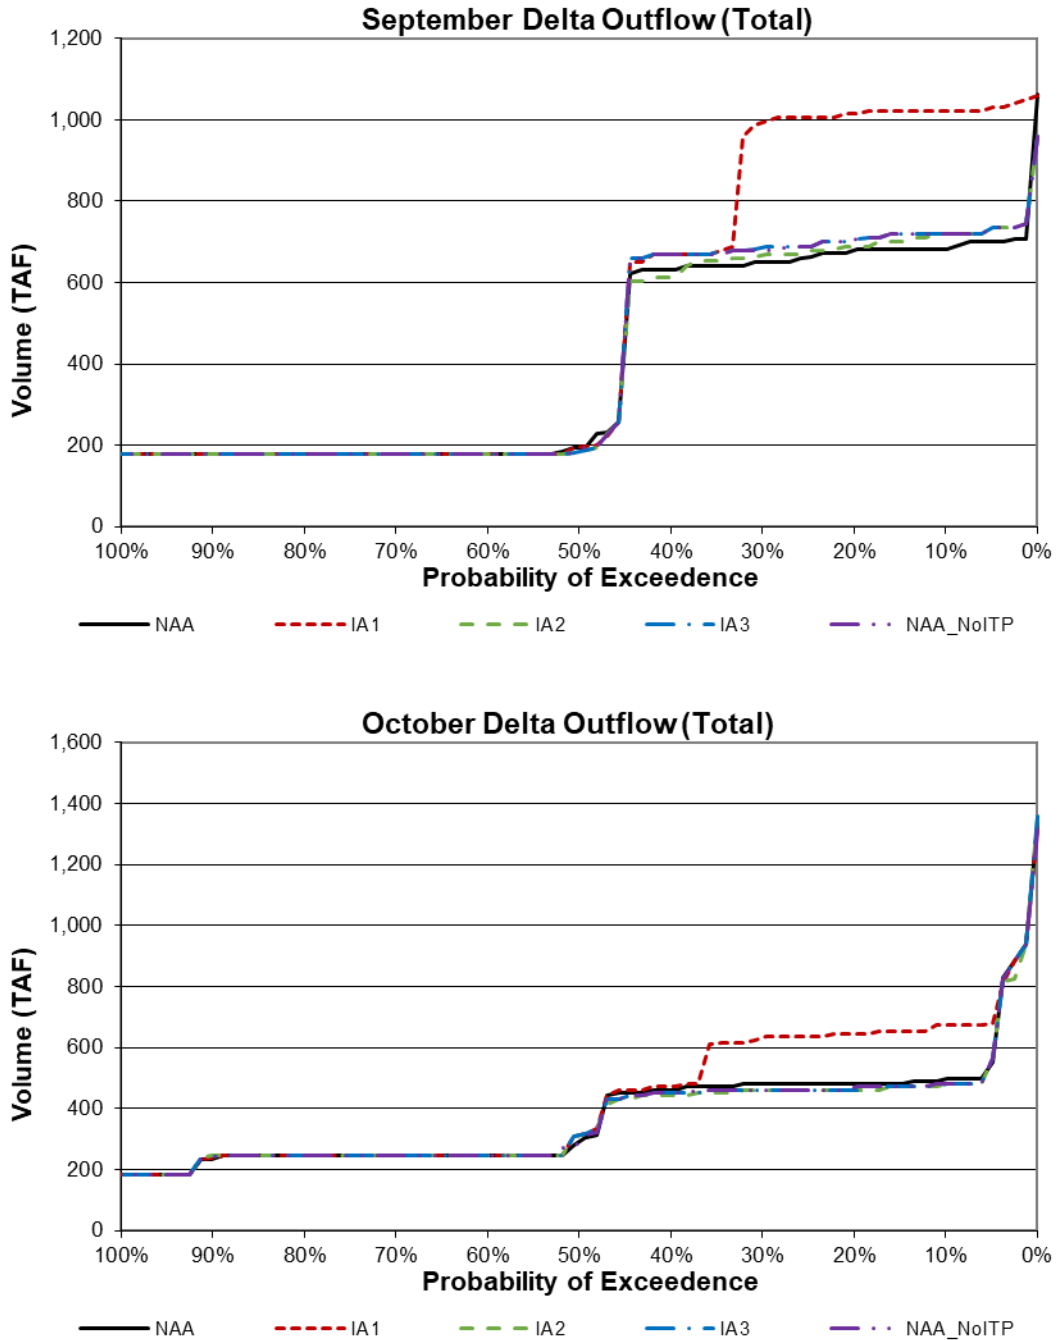 September Delta Outflow (Total)
1,200
1,000
800
600
400
200
0
Volume (TAF)
100% 90% 80% 70% 60% 50% 40% 30% 20% 10% 0%
Probability of Exceedence
NAA IA1 IA2 IA3 NAA_NoITP
October Delta Outflow (Total)
1,600
1,400
1,200
1,000
800
600
400
200
0
Volume (TAF)
100% 90% 80% 70% 60% 50% 40% 30% 20% 10% 0%
Probability of Exceedence
NAA IA1 IA2 IA3 NAA_NoITP